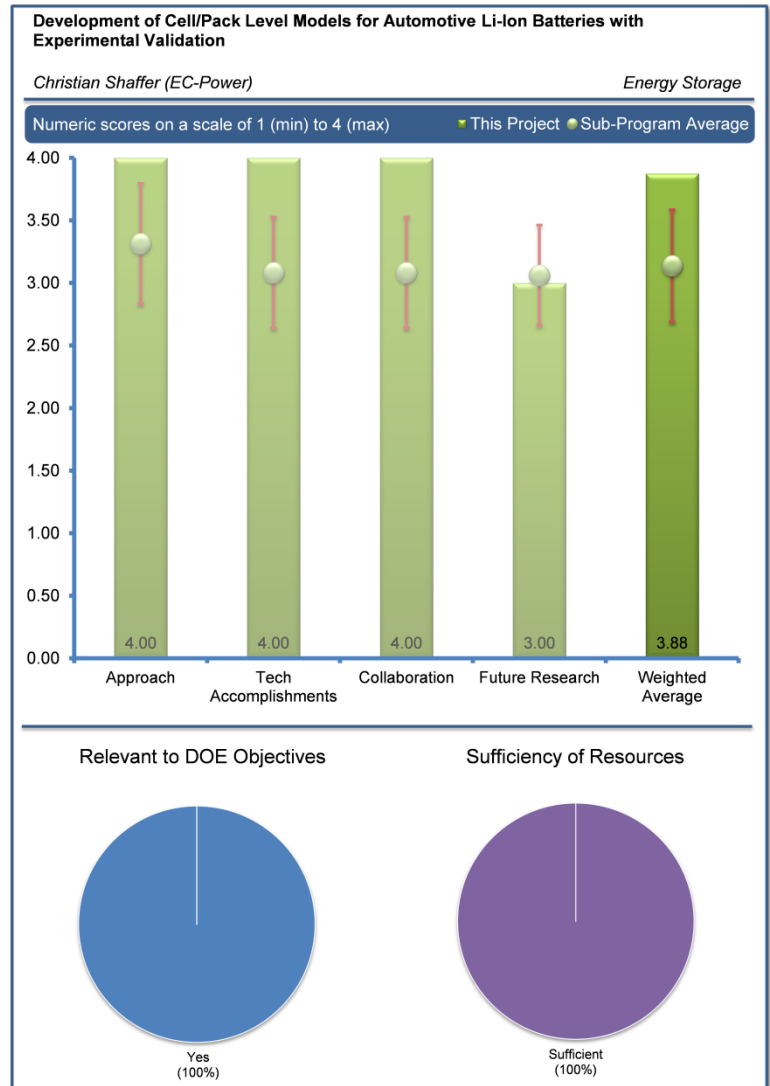 Development of Cell/Pack Level Models for Automotive Li-Ion Batteries with
Experimental Validation
Christian Shaffer (EC-Power) Energy Storage
Numeric scores on a scale of 1 (min) to 4 (max) This Project Sub-Program Average
4.00
3.50
3.00
2.50
2.00
1.50
1.00
0.50
0.00
4.00 4.00 4.00 3.00 3.88
Approach Tech Collaboration Future Research Weighted
Accomplishments Average
Relevant to DOE Objectives Sufficiency of Resources
Yes Sufficient
(100%) (100%)